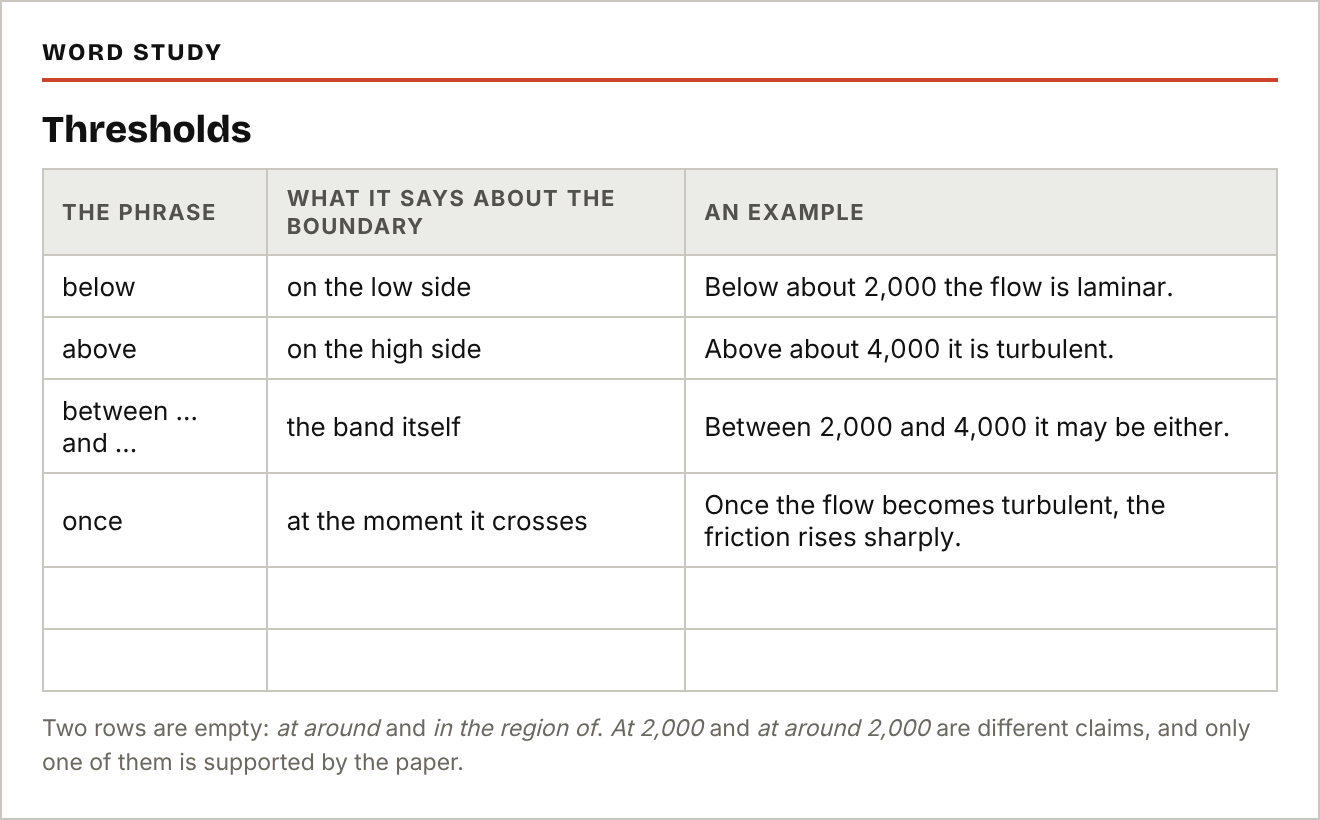 WORD STUDY
Thresholds
THE PHRASE
WHAT IT SAYS ABOUT THE
BOUNDARY
AN EXAMPLE
below
on the low side
Below about 2,000 the flow is laminar.
above
on the high side
Above about 4,000 it is turbulent.
between ...
and ...
the band itself
Between 2,000 and 4,000 it may be either.
once
at the moment it crosses
Once the flow becomes turbulent, the
friction rises sharply.
Two rows are empty: at around and in the region of. At 2,000 and at around 2,000 are different claims, and only
one of them is supported by the paper.